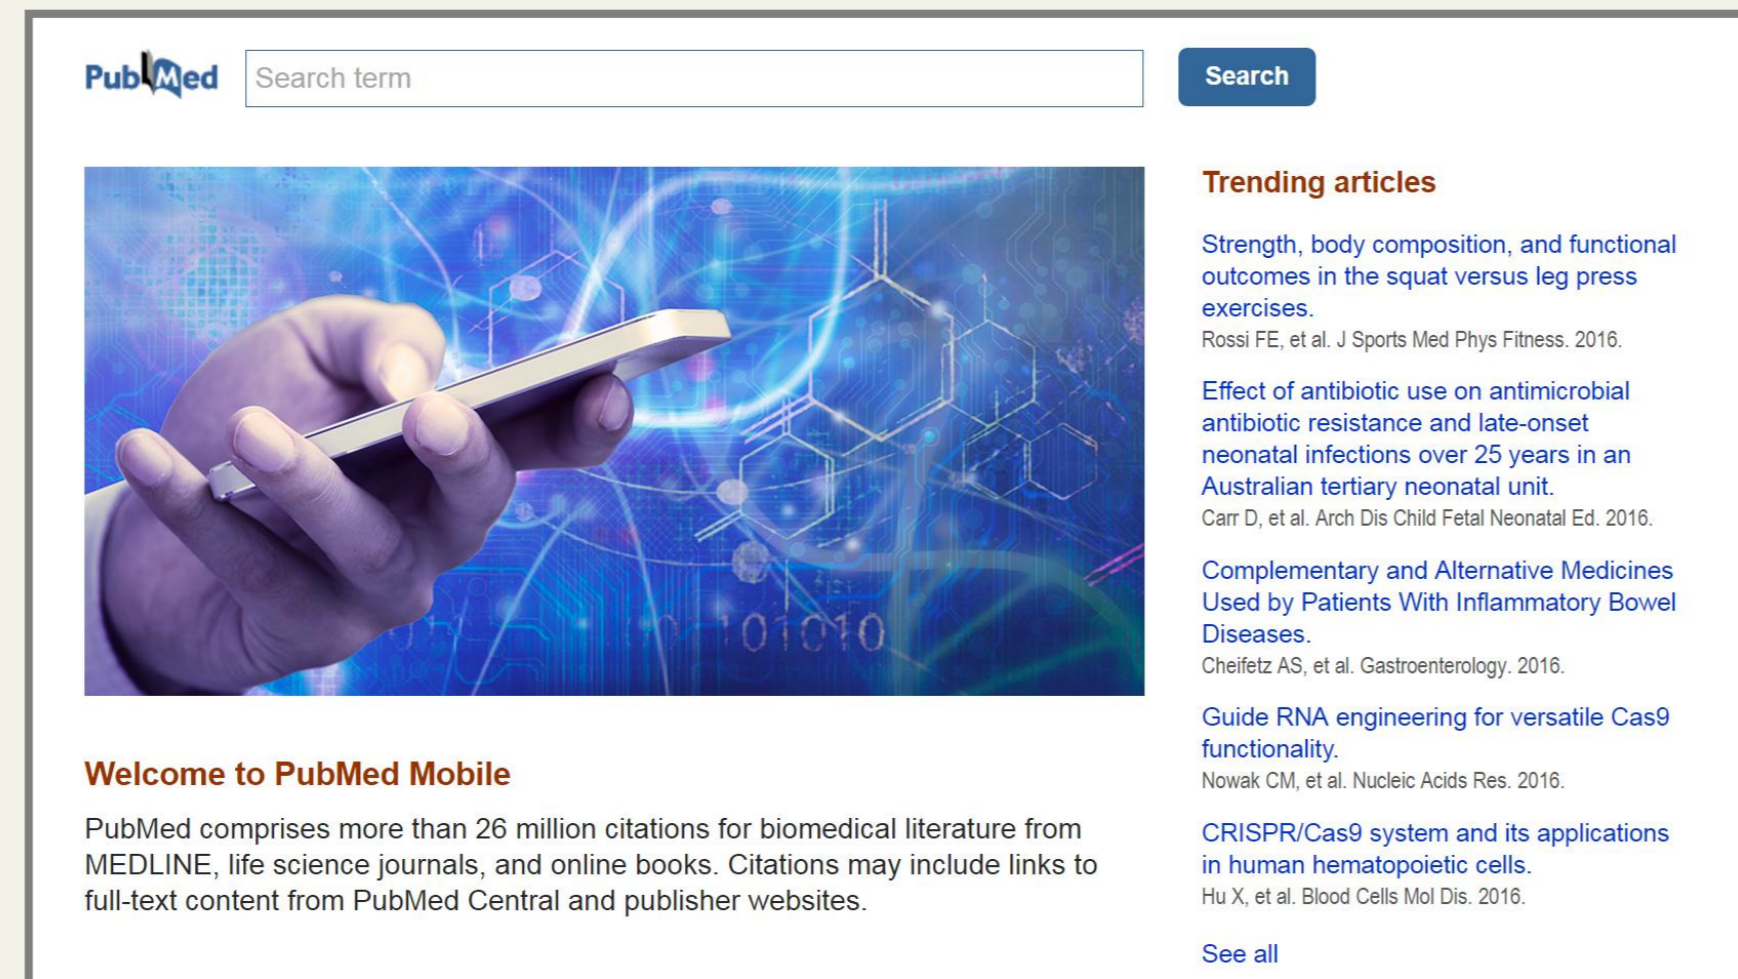 PubMed
Search term
Search
Trending articles
Strength, body composition, and functional
outcomes in the squat versus leg press
exercises.
Rossi FE, et al. J Sports Med Phys Fitness. 2016.
Effect of antibiotic use on antimicrobial
antibiotic resistance and late-onset
neonatal infections over 25 years in an
Australian tertiary neonatal unit.
Carr D, et al. Arch Dis Child Fetal Neonatal Ed. 2016.
Complementary and Alternative Medicines
Used by Patients With Inflammatory Bowel
Diseases.
Cheifetz AS, et al. Gastroenterology. 2016.
Guide RNA engineering for versatile Cas9
functionality.
Nowak CM, et al. Nucleic Acids Res. 2016.
CRISPR/Cas9 system and its applications
in human hematopoietic cells.
Hu X, et al. Blood Cells Mol Dis. 2016.
See all
101010
Welcome to PubMed Mobile
PubMed comprises more than 26 million citations for biomedical literature from
MEDLINE, life science journals, and online books. Citations may include links to
full-text content from PubMed Central and publisher websites.